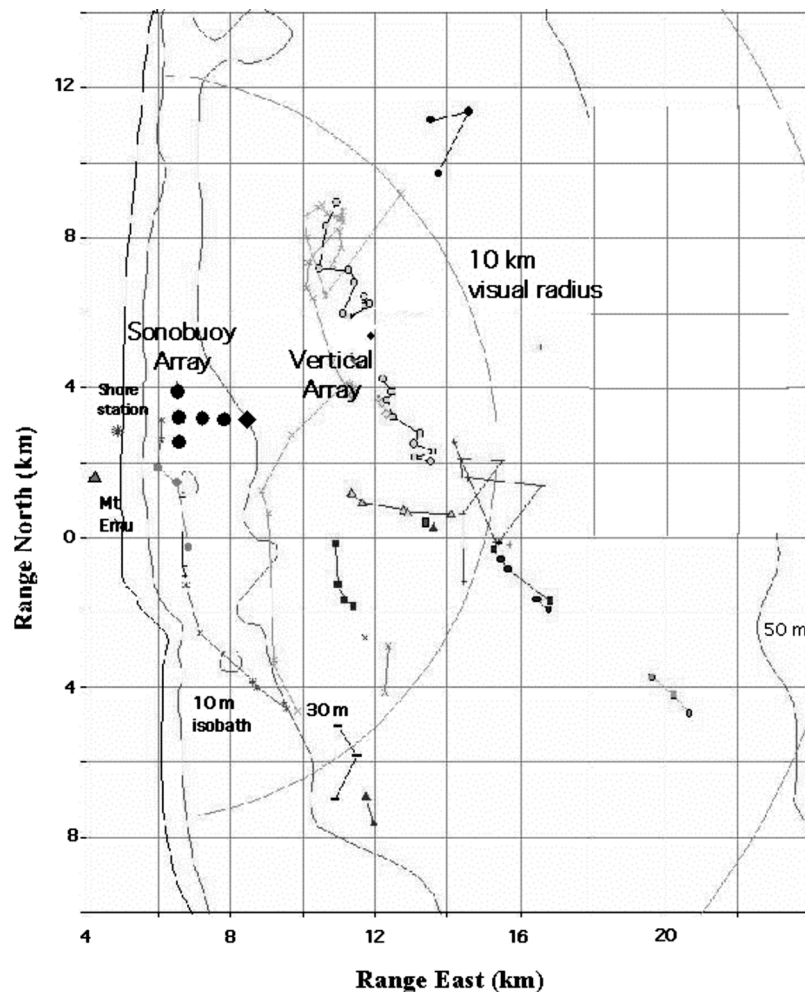 12
8
10 km
visual radius
Sonobuoy
Array
Vertical
Array
4
Shore
station
Mt
Emu
0
Range North (km)
50 m
4
10 m
isobath
30 m
8
4
8
12
16
20
Range East (km)